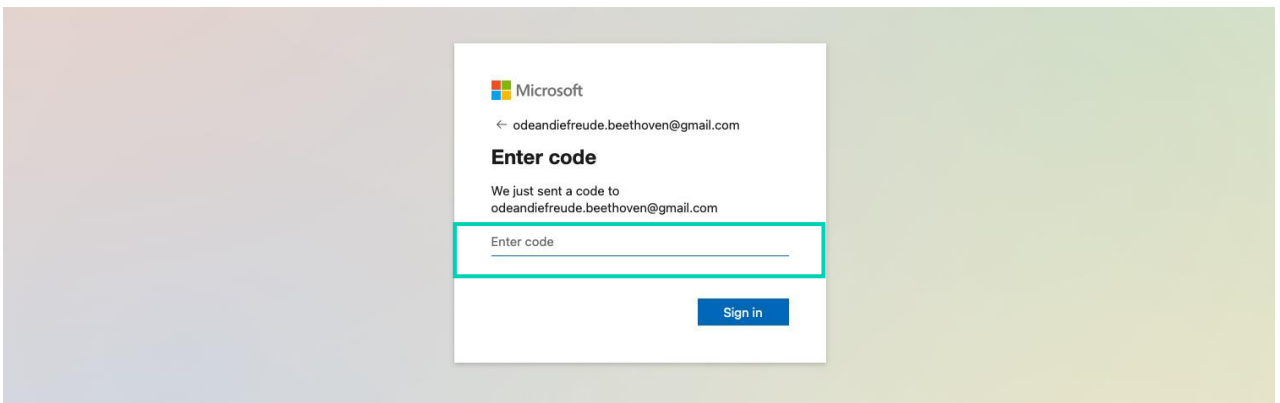 Microsoft
← odeandiefreude.beethoven@gmail.com
Enter code
We just sent a code to
odeandiefreude.beethoven@gmail.com
Enter code
Sign in